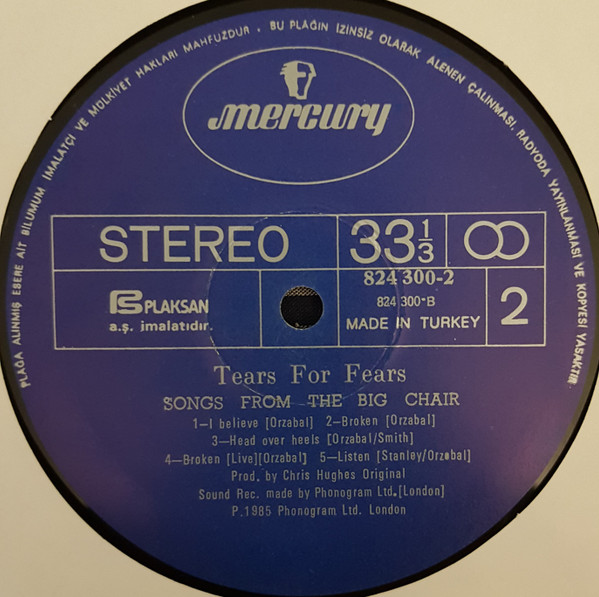 PLAĞA ALINMIŞ ESERE AİT BİLUMUM İMALATÇI VE MÜLKİYET HAKLARI MAHFUZDUR . BU PLAĞIN İZİNSİZ OLARAK ALENEN ÇALINMASI, RADYODA YAYINLANMASI VE KOPYESİ YASAKTIR.
mercury
STEREO 33 1/3
824 300-2
824 300-B
PS PLAKSAN
a.ş. imalatıdır.
MADE IN TURKEY 2
Tears For Fears
SONGS FROM THE BIG CHAIR
1—I believe [Orzabal] 2—Broken [Orzabal]
3—Head over heels [Orzabal/Smith]
4—Broken [Live][Orzabal] 5—Listen [Stanley/Orzabal]
Prod. by Chris Hughes Original
Sound Rec. made by Phonogram Ltd.[London]
P.1985 Phonogram Ltd. London